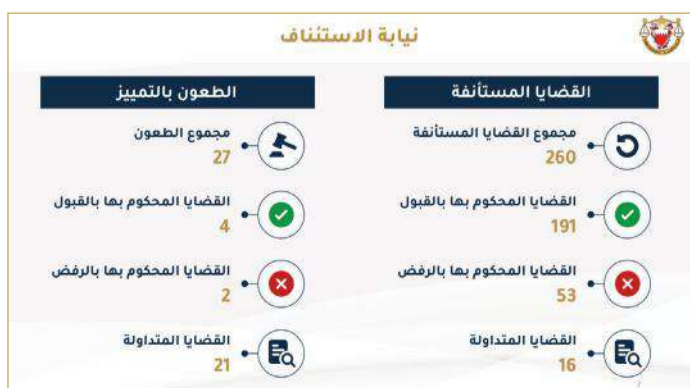 نيابة الاستئناف
القضايا المستأنفة
مجموع القضايا المستأنفة
260
القضايا المحكوم بها بالقبول
191
القضايا المحكوم بها بالرفض
53
القضايا المتداولة
16
الطعون بالتمييز
مجموع الطعون
27
القضايا المحكوم بها بالقبول
4
القضايا المحكوم بها بالرفض
2
القضايا المتداولة
21